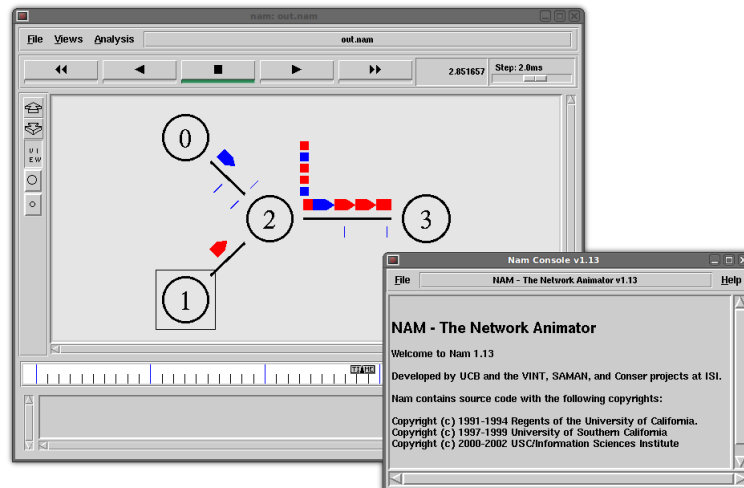 nam: out.nam
File Views Analysis out.nam
2.851657 Step: 2.0ms
VI
EW
0
2
3
1
TIME
Nam Console v1.13
File NAM - The Network Animator v1.13 Help
NAM - The Network Animator
Welcome to Nam 1.13
Developed by UCB and the VINT, SAMAN, and Conser projects at ISI.
Nam contains source code with the following copyrights:
Copyright (c) 1991-1994 Regents of the University of California.
Copyright (c) 1997-1999 University of Southern California
Copyright (c) 2000-2002 USC/Information Sciences Institute